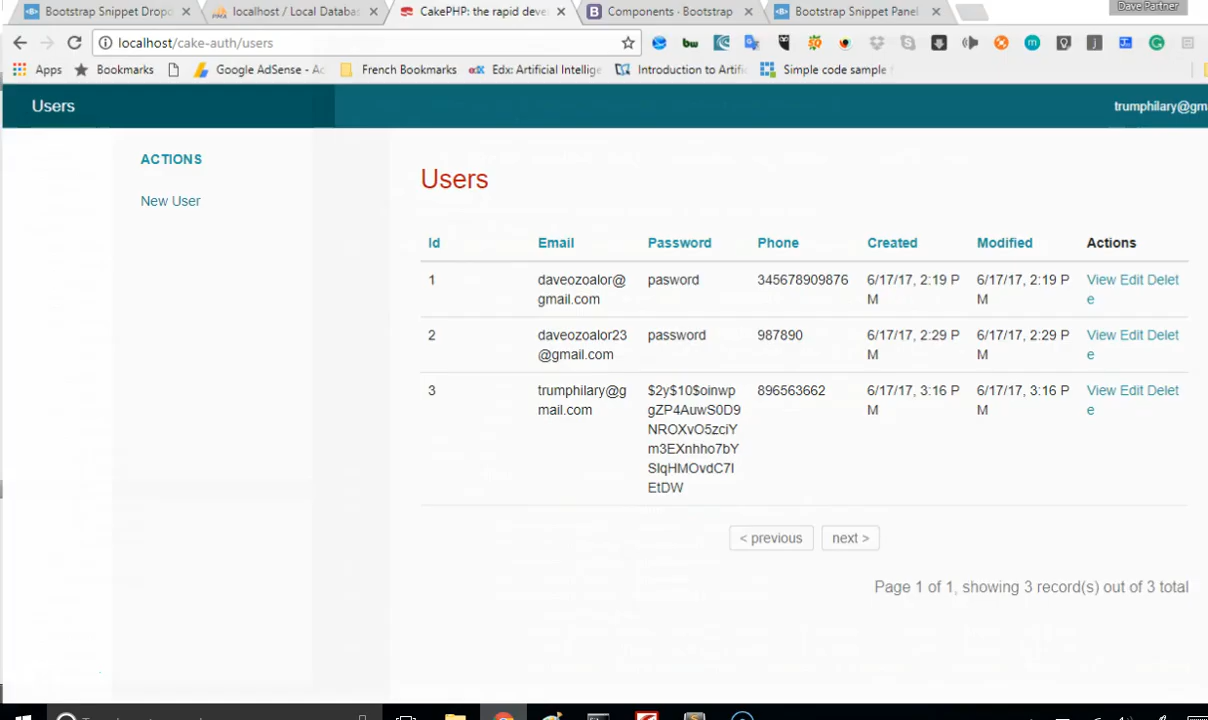 Bootstrap Snippet Dropo
localhost / Local Databas
CakePHP: the rapid deve
Components - Bootstrap
Bootstrap Snippet Panel
Dave Partner
localhost/cake-auth/users
Apps
Bookmarks
Google AdSense - Ac
French Bookmarks
Edx: Artificial Intellige
Introduction to Artific
Simple code sample
Users
trumphilary@gm
ACTIONS
New User
Users
Id Email Password Phone Created Modified Actions
1 daveozoalor@ pasword 345678909876 6/17/17, 2:19 P 6/17/17, 2:19 P View Edit Delet
gmail.com M M e
2 daveozoalor23 password 987890 6/17/17, 2:29 P 6/17/17, 2:29 P View Edit Delet
@gmail.com M M e
3 trumphilary@g $2y$10$oinwp 896563662 6/17/17, 3:16 P 6/17/17, 3:16 P View Edit Delet
mail.com gZP4AuwS0D9 M M e
NROXvO5zciY
m3EXnhho7bY
SlqHMOvdC7l
EtDW
< previous
next >
Page 1 of 1, showing 3 record(s) out of 3 total